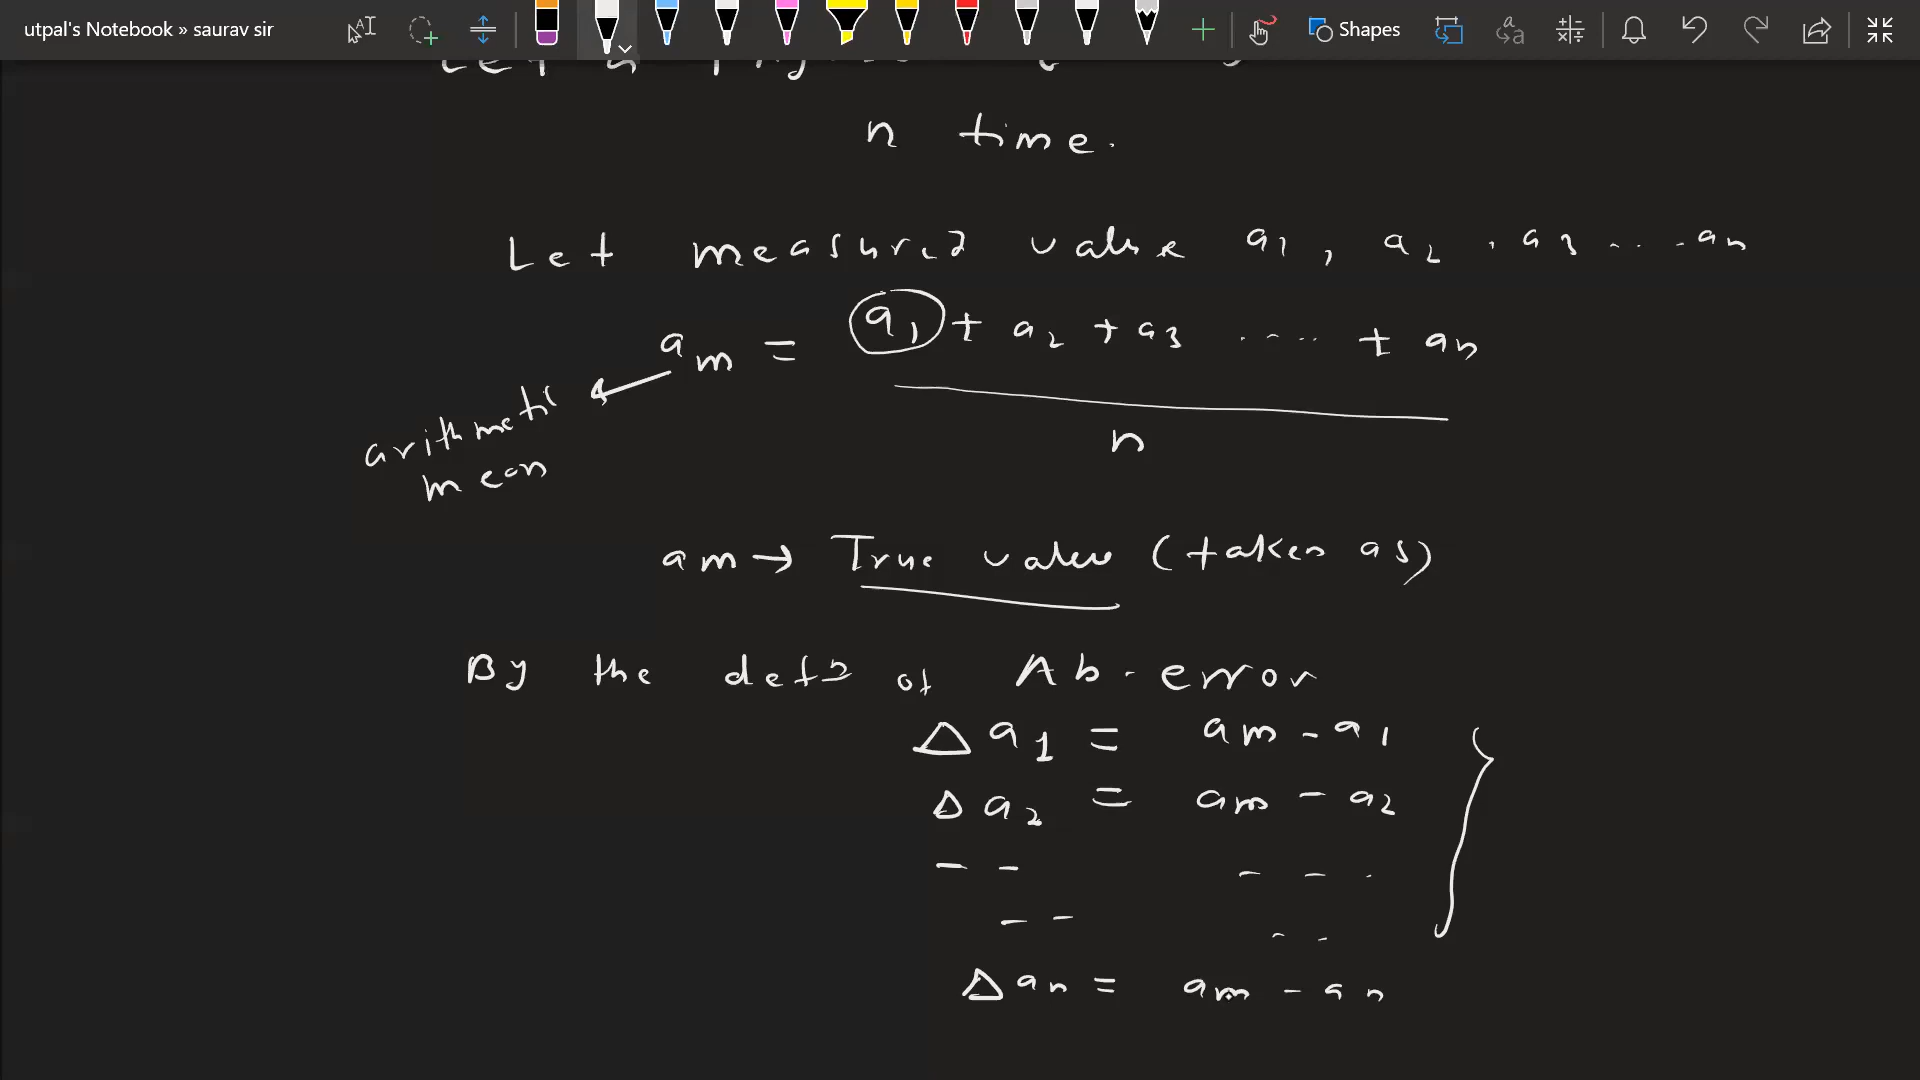 utpal's Notebook » saurav sir
Shapes
Let a
n time.
Let measured value a1, a2, a3 ..... an
am = a1 + a2 + a3 ..... + an
n
arithmetic
mean
am → True value (taken as)
By the def2 of Ab. error
Δa1 = am - a1
Δa2 = am - a2
- - - - .
- - - -
Δan = am - an